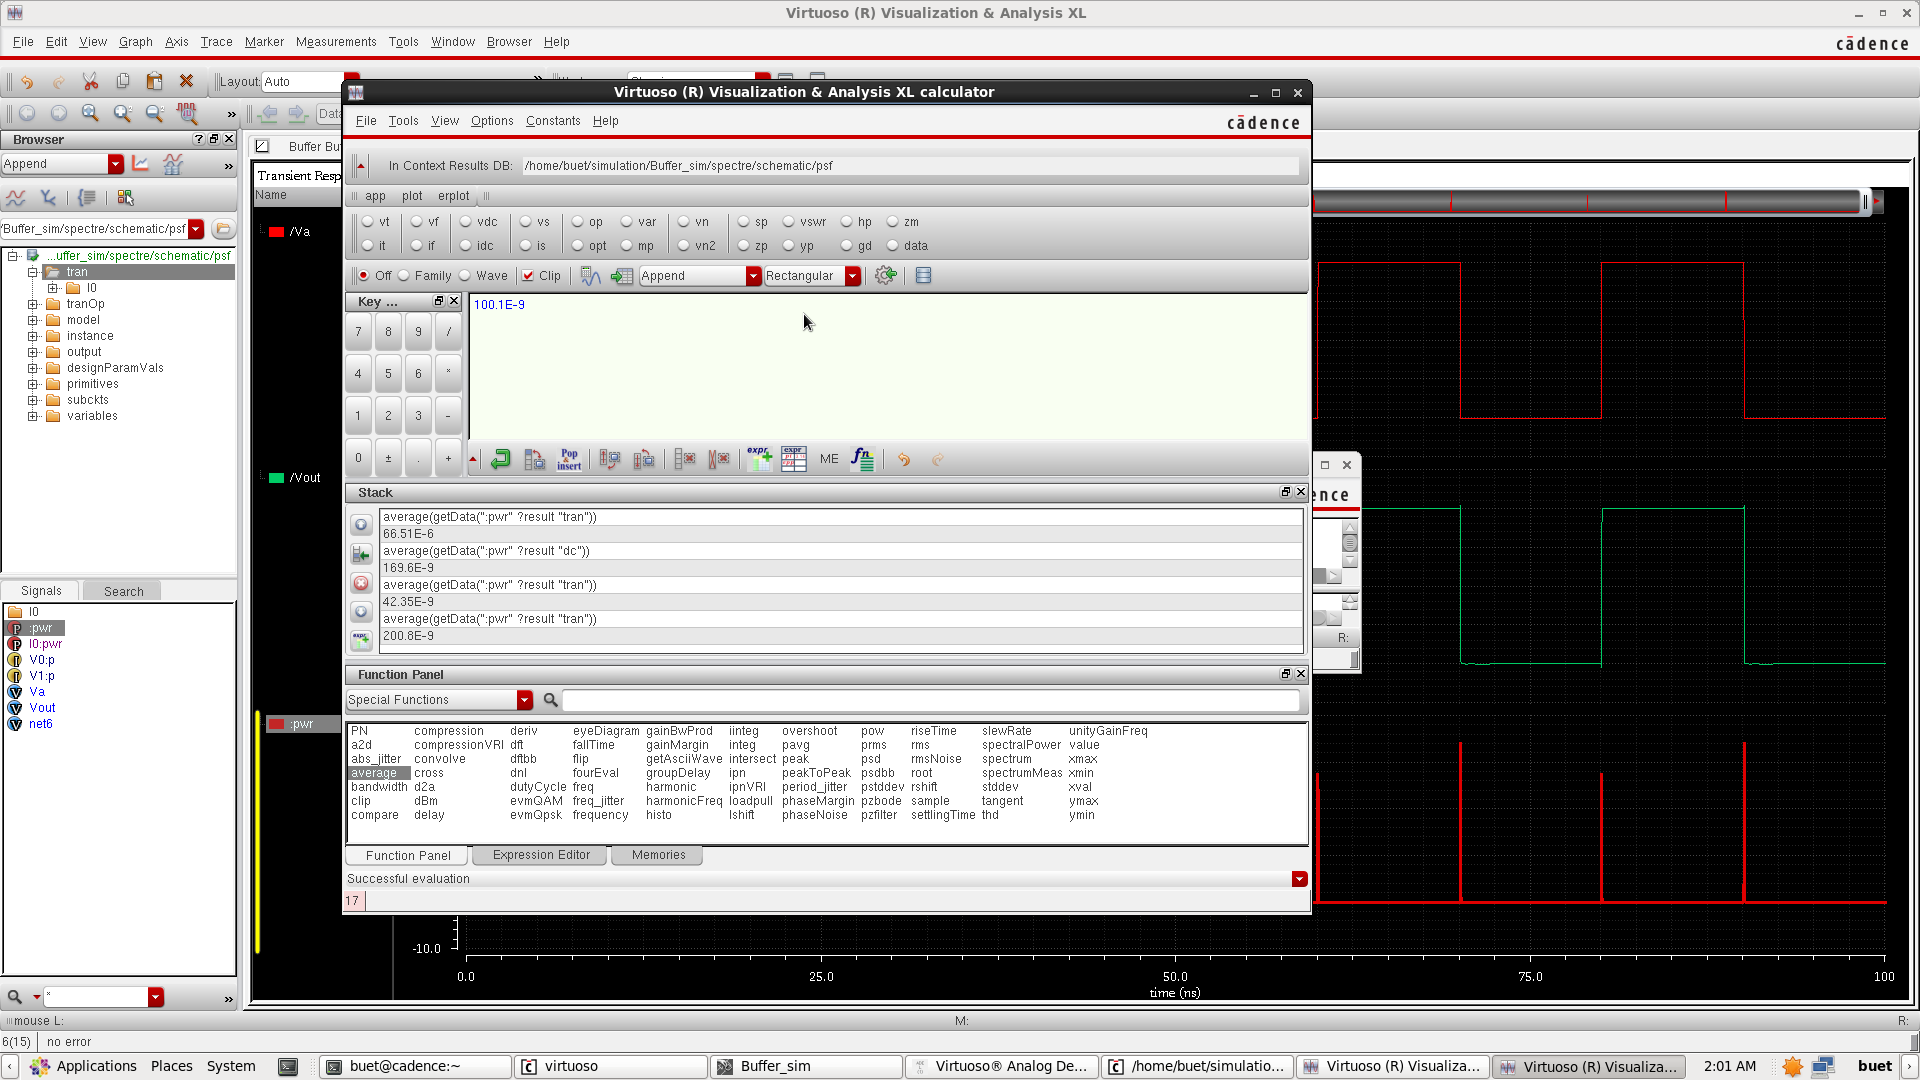 Virtuoso (R) Visualization & Analysis XL
File Edit View Graph Axis Trace Marker Measurements Tools Window Browser Help
cādence
Layout: Auto
»
Data
Browser
Append
»
Buffer_sim/spectre/schematic/psf
...uffer_sim/spectre/schematic/psf
tran
I0
tranOp
model
instance
output
designParamVals
primitives
subckts
variables
Signals Search
I0
:pwr
I0:pwr
V0:p
V1:p
Va
Vout
net6
*
»
mouse L: M: R:
6(15) no error
Buffer Bu
Transient Resp
Name
/Va
/Vout
:pwr
-10.0
0.0 25.0 50.0 75.0 100
time (ns)
Virtuoso (R) Visualization & Analysis XL calculator
File Tools View Options Constants Help
cādence
In Context Results DB: /home/buet/simulation/Buffer_sim/spectre/schematic/psf
app plot erplot
vt vf vdc vs op var vn sp vswr hp zm
it if idc is opt mp vn2 zp yp gd data
Off Family Wave Clip Append Rectangular
Key ...
7 8 9 /
4 5 6 *
1 2 3 -
0 ± . +
100.1E-9
Pop insert expr expr ME fn
Stack
average(getData(":pwr" ?result "tran"))
66.51E-6
average(getData(":pwr" ?result "dc"))
169.6E-9
average(getData(":pwr" ?result "tran"))
42.35E-9
average(getData(":pwr" ?result "tran"))
200.8E-9
expr
Function Panel
Special Functions
PN compression deriv eyeDiagram gainBwProd iinteg overshoot pow riseTime slewRate unityGainFreq
a2d compressionVRI dft fallTime gainMargin integ pavg prms rms spectralPower value
abs_jitter convolve dftbb flip getAsciiWave intersect peak psd rmsNoise spectrum xmax
average cross dnl fourEval groupDelay ipn peakToPeak psdbb root spectrumMeas xmin
bandwidth d2a dutyCycle freq harmonic ipnVRI period_jitter pstddev rshift stddev xval
clip dBm evmQAM freq_jitter harmonicFreq loadpull phaseMargin pzbode sample tangent ymax
compare delay evmQpsk frequency histo lshift phaseNoise pzfilter settlingTime thd ymin
Function Panel Expression Editor Memories
Successful evaluation
17
ence
R:
Applications Places System buet@cadence:~ virtuoso Buffer_sim Virtuoso® Analog De... /home/buet/simulatio... Virtuoso (R) Visualiza... Virtuoso (R) Visualiza... 2:01 AM buet